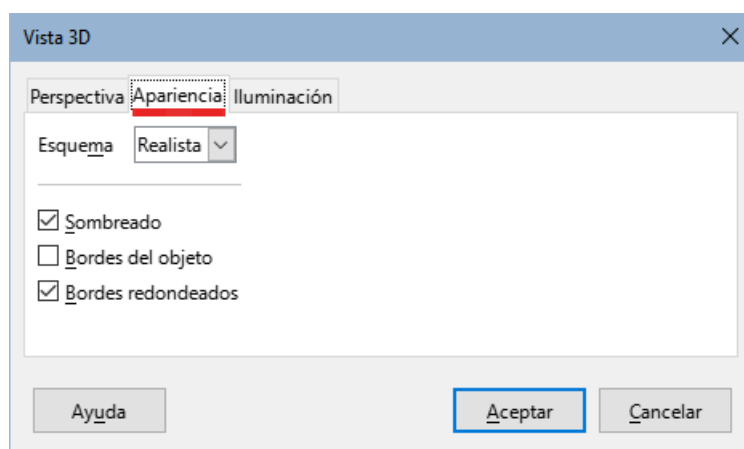 Vista 3D
Perspectiva Apariencia Iluminación
Esquema Realista
Sombreado
Bordes del objeto
Bordes redondeados
Ayuda Aceptar Cancelar